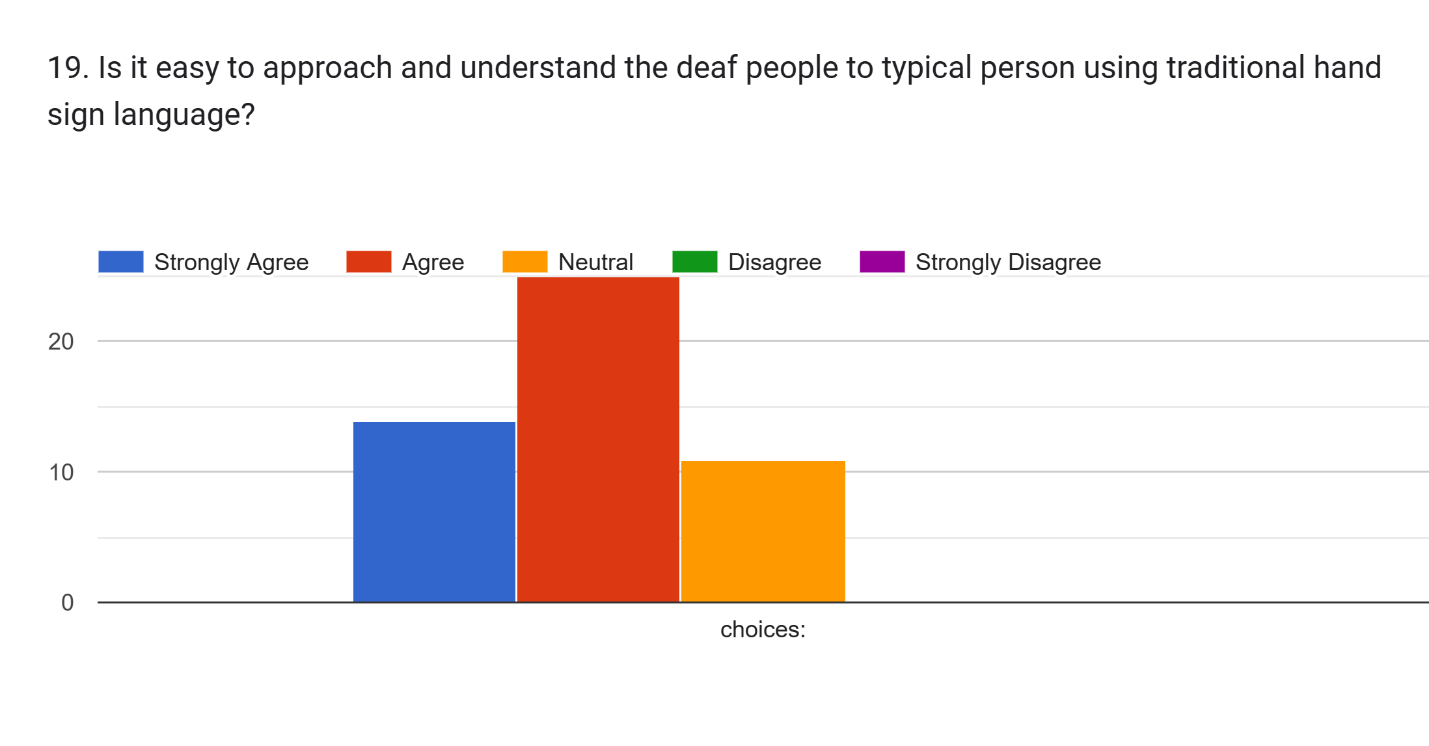 19. Is it easy to approach and understand the deaf people to typical person using traditional hand
sign language?
Strongly Agree Agree Neutral Disagree Strongly Disagree
20
10
0
choices: